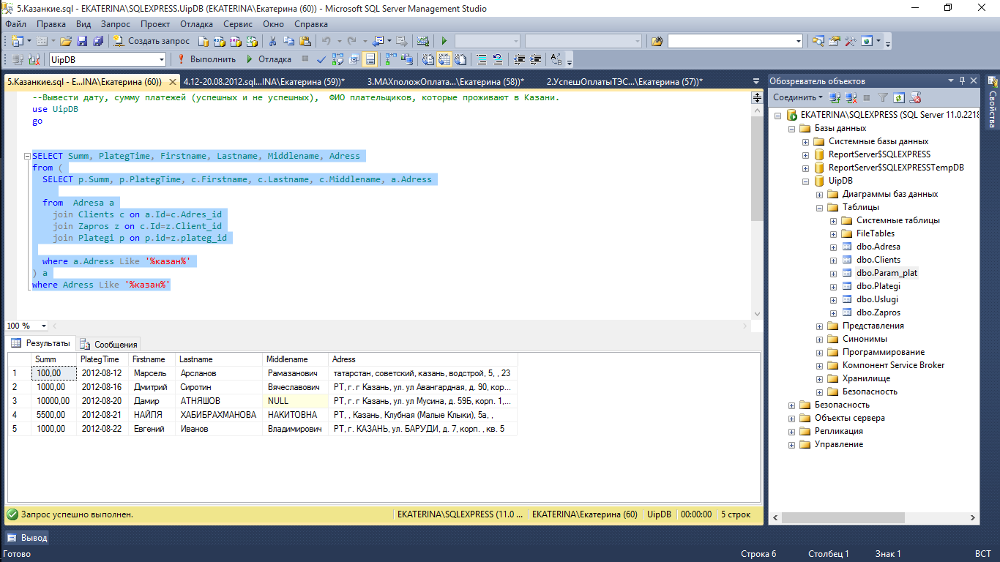 5.Казанкие.sql - EKATERINA\SQLEXPRESS.UipDB (EKATERINA\Екатерина (60)) - Microsoft SQL Server Management Studio
Файл Правка Вид Запрос Проект Отладка Сервис Окно Справка
Создать запрос
UipDB Выполнить Отладка
5.Казанкие.sql - E...INA\Екатерина (60)) 4.12-20.08.2012.sql...INA\Екатерина (59))* 3.MAXположОплата...\Екатерина (58))* 2.УспешОплатыТЭС...\Екатерина (57))*
--Вывести дату, сумму платежей (успешных и не успешных), ФИО плательщиков, которые проживают в Казани.
use UipDB
go
SELECT Summ, PlategTime, Firstname, Lastname, Middlename, Adress
from (
SELECT p.Summ, p.PlategTime, c.Firstname, c.Lastname, c.Middlename, a.Adress
from Adresa a
join Clients c on a.Id=c.Adres_id
join Zapros z on c.Id=z.Client_id
join Plategi p on p.id=z.plateg_id
where a.Adress Like '%казан%'
) a
where Adress Like '%казан%'
100 %
Результаты Сообщения
Summ PlategTime Firstname Lastname Middlename Adress
1 100,00 2012-08-12 Марсель Арсланов Рамазанович татарстан, советский, казань, водстрой, 5, , 23
2 1000,00 2012-08-16 Дмитрий Сиротин Вячеславович РТ, г. г Казань, ул. ул Авангардная, д. 90, кор...
3 10000,00 2012-08-20 Дамир АТНЯШОВ NULL РТ, г. г Казань, ул. ул Мусина, д. 59Б, корп. 1,...
4 5500,00 2012-08-21 НАЙЛЯ ХАБИБРАХМАНОВА НАКИТОВНА РТ, , Казань, Клубная (Малые Клыки), 5а, ,
5 1000,00 2012-08-22 Евгений Иванов Владимирович РТ, г. КАЗАНЬ, ул. БАРУДИ, д. 7, корп. , кв. 5
Запрос успешно выполнен. EKATERINA\SQLEXPRESS (11.0 ... EKATERINA\Екатерина (60) UipDB 00:00:00 5 строк
Обозреватель объектов
Соединить
EKATERINA\SQLEXPRESS (SQL Server 11.0.2218
Базы данных
Системные базы данных
ReportServer$SQLEXPRESS
ReportServer$SQLEXPRESSTempDB
UipDB
Диаграммы баз данных
Таблицы
Системные таблицы
FileTables
dbo.Adresa
dbo.Clients
dbo.Param_plat
dbo.Plategi
dbo.Uslugi
dbo.Zapros
Представления
Синонимы
Программирование
Компонент Service Broker
Хранилище
Безопасность
Безопасность
Объекты сервера
Репликация
Управление
Свойства
Вывод
Готово Строка 6 Столбец 1 Знак 1 ВСТ